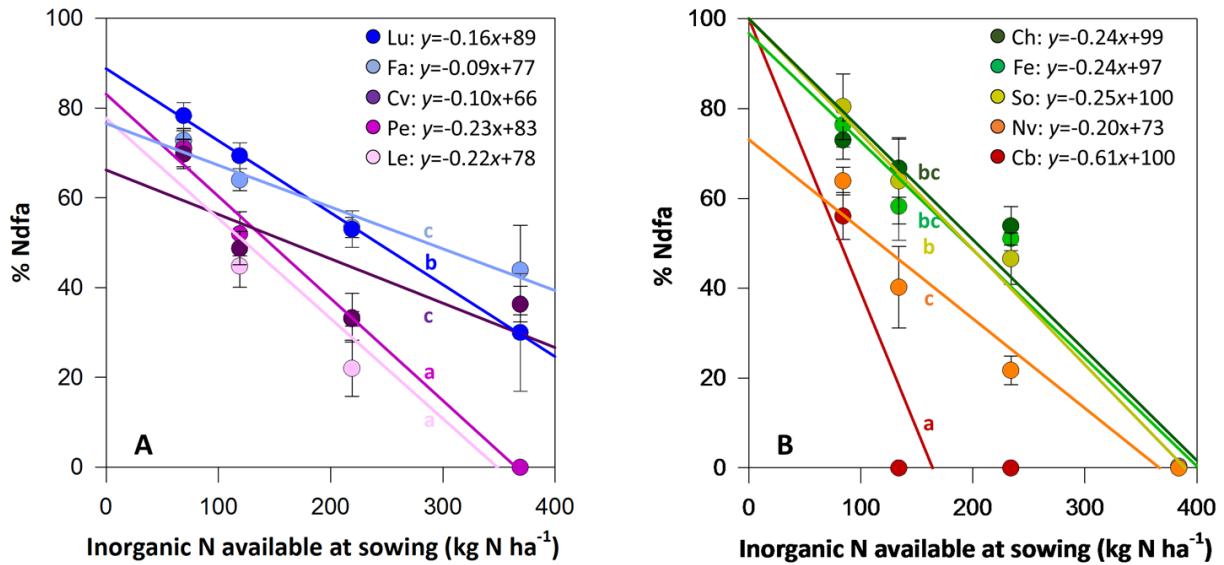 100
80
60
40
20
0
% Ndfa
Lu: y=-0.16x+89
Fa: y=-0.09x+77
Cv: y=-0.10x+66
Pe: y=-0.23x+83
Le: y=-0.22x+78
c
b
c
a
a
A
0 100 200 300 400
Inorganic N available at sowing (kg N ha⁻¹)
100
80
60
40
20
0
% Ndfa
Ch: y=-0.24x+99
Fe: y=-0.24x+97
So: y=-0.25x+100
Nv: y=-0.20x+73
Cb: y=-0.61x+100
bc
bc
b
c
a
B
0 100 200 300 400
Inorganic N available at sowing (kg N ha⁻¹)